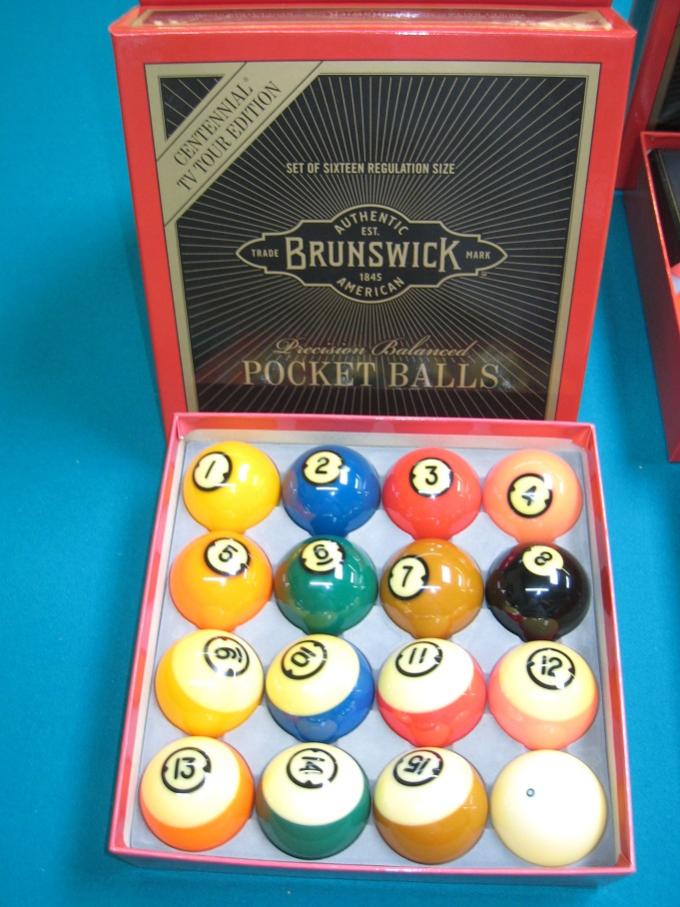 CENTENNIAL®
TV TOUR EDITION
SET OF SIXTEEN REGULATION SIZE
AUTHENTIC
EST.
TRADE BRUNSWICK MARK
1845
AMERICAN
Precision Balanced
POCKET BALLS
1 2 3 4
5 6 7 8
9 10 11 12
13 14 15